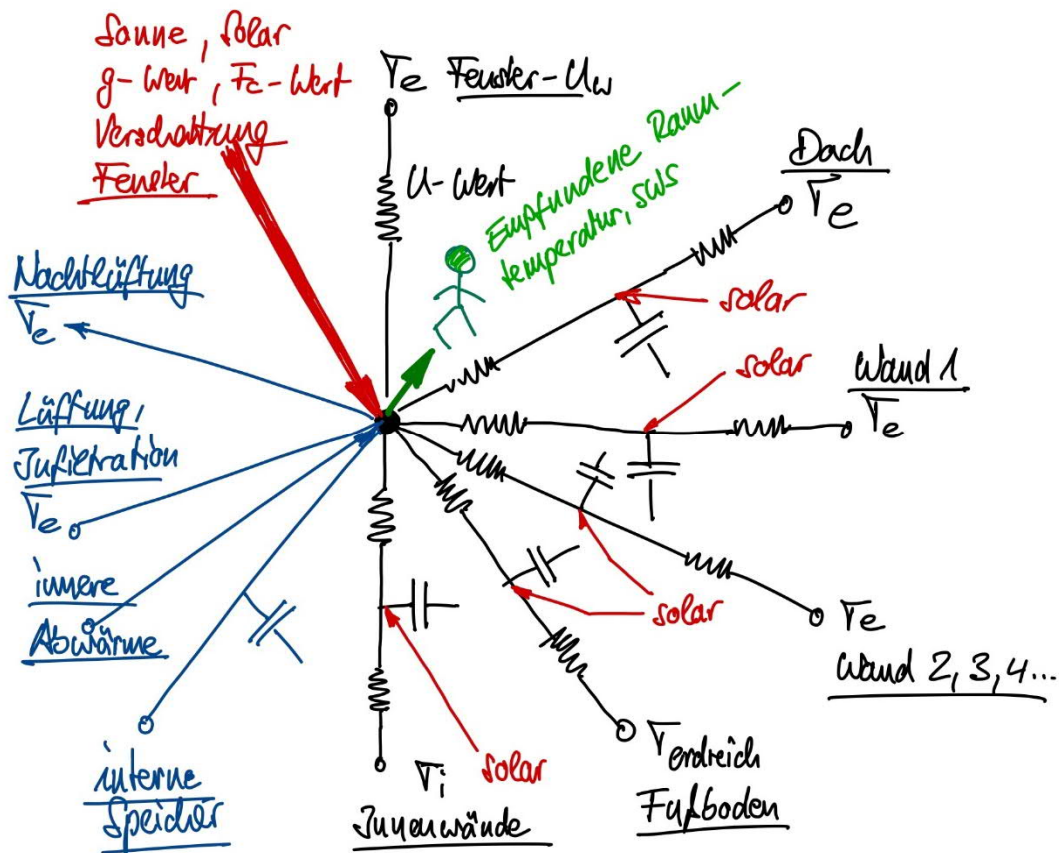 Sonne, Solar
g-Wert, Fc-Wert
Verschattung
Fenster
Te Fenster-Uw
U-Wert
Empfundene Raum-
temperatur, SWS
Dach
Te
solar
Nachtlüftung
Te
solar
Wand 1
Te
Lüftung,
Infiltration
Te
innere
Abwärme
solar
Te
Wand 2, 3, 4...
interne
Speicher
Ti
Innenwände
solar
Terdreich
Fußboden